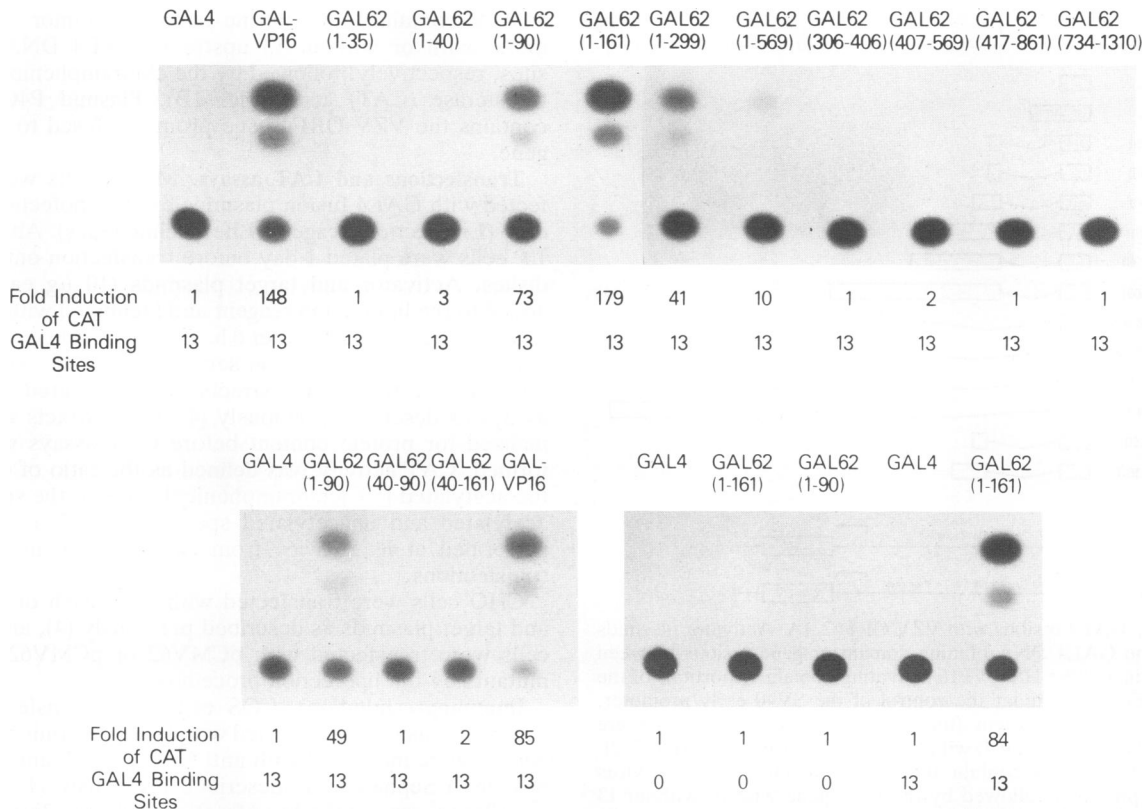 GAL4 GAL- GAL62 GAL62 GAL62 GAL62 GAL62 GAL62 GAL62 GAL62 GAL62 GAL62
VP16 (1-35) (1-40) (1-90) (1-161) (1-299) (1-569) (306-406) (407-569) (417-861) (734-1310)
Fold Induction 1 148 1 3 73 179 41 10 1 2 1 1
of CAT
GAL4 Binding 13 13 13 13 13 13 13 13 13 13 13 13
Sites
GAL4 GAL62 GAL62 GAL62 GAL-
(1-90) (40-90) (40-161) VP16
Fold Induction 1 49 1 2 85
of CAT
GAL4 Binding 13 13 13 13 13
Sites
GAL4 GAL62 GAL62 GAL4 GAL62
(1-161) (1-90) (1-161)
1 1 1 1 84
0 0 0 13 13